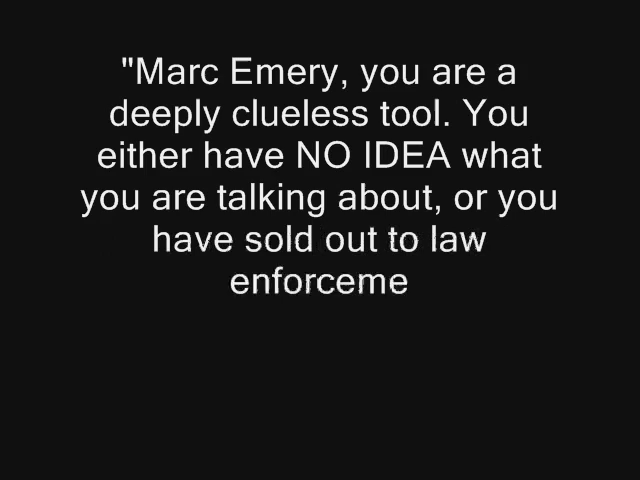 "Marc Emery, you are a
deeply clueless tool. You
either have NO IDEA what
you are talking about, or you
have sold out to law
enforceme